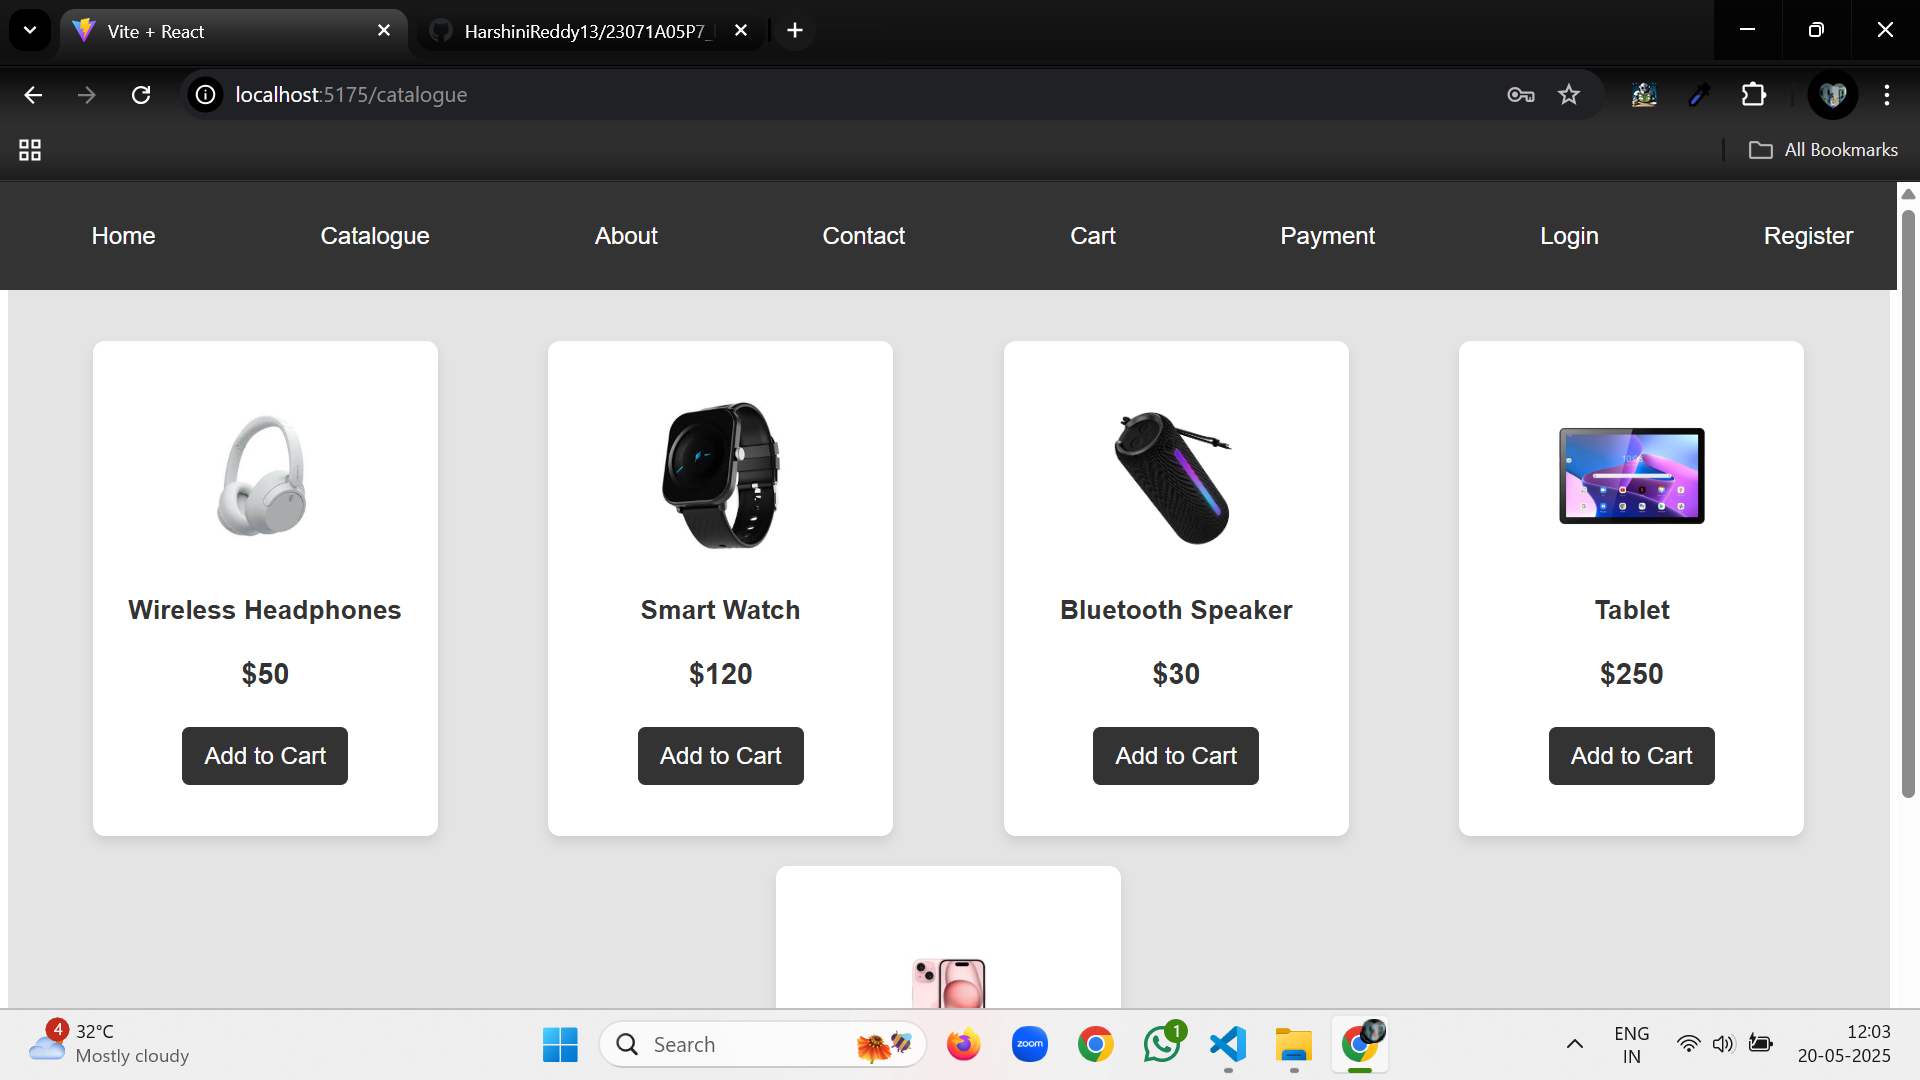 Vite + React
HarshiniReddy13/23071A05P7_
localhost:5175/catalogue
All Bookmarks
Home Catalogue About Contact Cart Payment Login Register
Wireless Headphones Smart Watch Bluetooth Speaker Tablet
$50 $120 $30 $250
Add to Cart Add to Cart Add to Cart Add to Cart
4 32°C
Mostly cloudy
Search
zoom
1
ENG
IN
12:03
20-05-2025